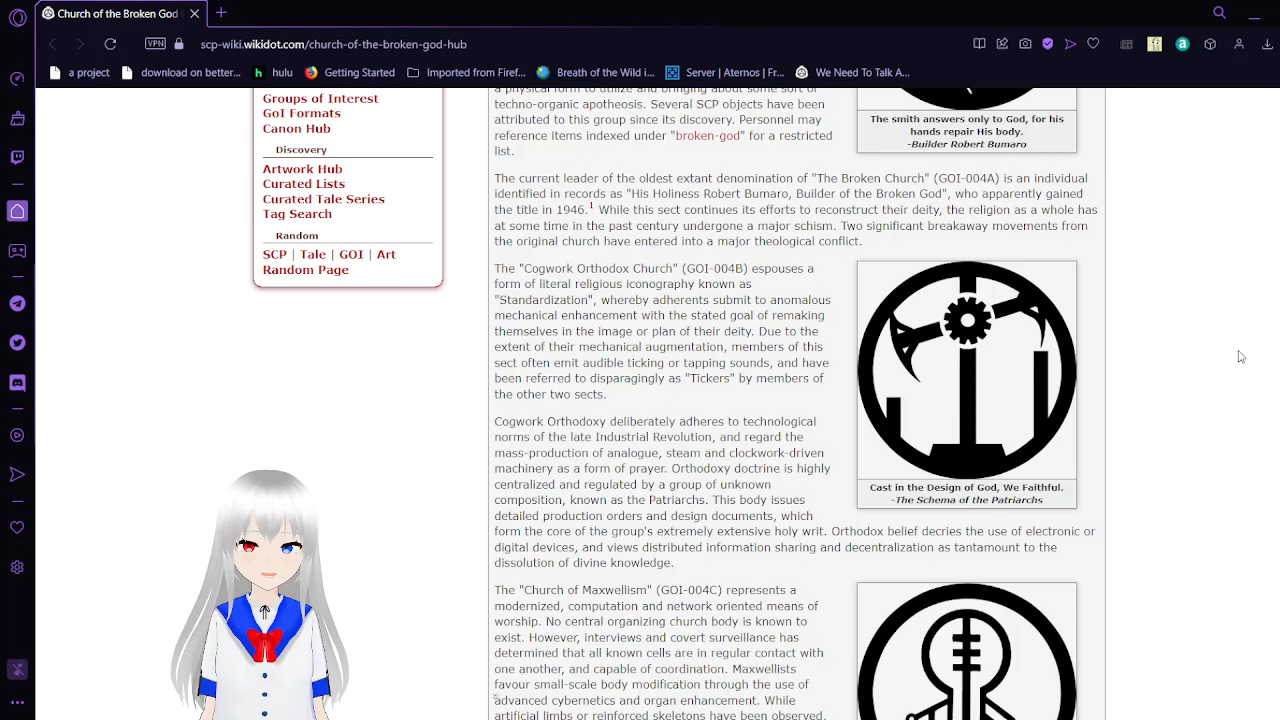 Church of the Broken God
VPN
scp-wiki.wikidot.com/church-of-the-broken-god-hub
a project
download on better...
hulu
Getting Started
Imported from Firef...
Breath of the Wild i...
Server | Aternos | Fr...
We Need To Talk A...
Groups of Interest
GoI Formats
Canon Hub
Discovery
Artwork Hub
Curated Lists
Curated Tale Series
Tag Search
Random
SCP | Tale | GOI | Art
Random Page
a physical form to utilize and bringing about some sort of
techno-organic apotheosis. Several SCP objects have been
attributed to this group since its discovery. Personnel may
reference items indexed under "broken-god" for a restricted
list.
The smith answers only to God, for his
hands repair His body.
-Builder Robert Bumaro
The current leader of the oldest extant denomination of "The Broken Church" (GOI-004A) is an individual
identified in records as "His Holiness Robert Bumaro, Builder of the Broken God", who apparently gained
the title in 1946.1 While this sect continues its efforts to reconstruct their deity, the religion as a whole has
at some time in the past century undergone a major schism. Two significant breakaway movements from
the original church have entered into a major theological conflict.
The "Cogwork Orthodox Church" (GOI-004B) espouses a
form of literal religious iconography known as
"Standardization", whereby adherents submit to anomalous
mechanical enhancement with the stated goal of remaking
themselves in the image or plan of their deity. Due to the
extent of their mechanical augmentation, members of this
sect often emit audible ticking or tapping sounds, and have
been referred to disparagingly as "Tickers" by members of
the other two sects.
Cogwork Orthodoxy deliberately adheres to technological
norms of the late Industrial Revolution, and regard the
mass-production of analogue, steam and clockwork-driven
machinery as a form of prayer. Orthodoxy doctrine is highly
centralized and regulated by a group of unknown
composition, known as the Patriarchs. This body issues
detailed production orders and design documents, which
form the core of the group's extremely extensive holy writ. Orthodox belief decries the use of electronic or
digital devices, and views distributed information sharing and decentralization as tantamount to the
dissolution of divine knowledge.
Cast in the Design of God, We Faithful.
-The Schema of the Patriarchs
The "Church of Maxwellism" (GOI-004C) represents a
modernized, computation and network oriented means of
worship. No central organizing church body is known to
exist. However, interviews and covert surveillance has
determined that all known cells are in regular contact with
one another, and capable of coordination. Maxwellists
favour small-scale body modification through the use of
advanced cybernetics and organ enhancement. While
artificial limbs or reinforced skeletons have been observed,